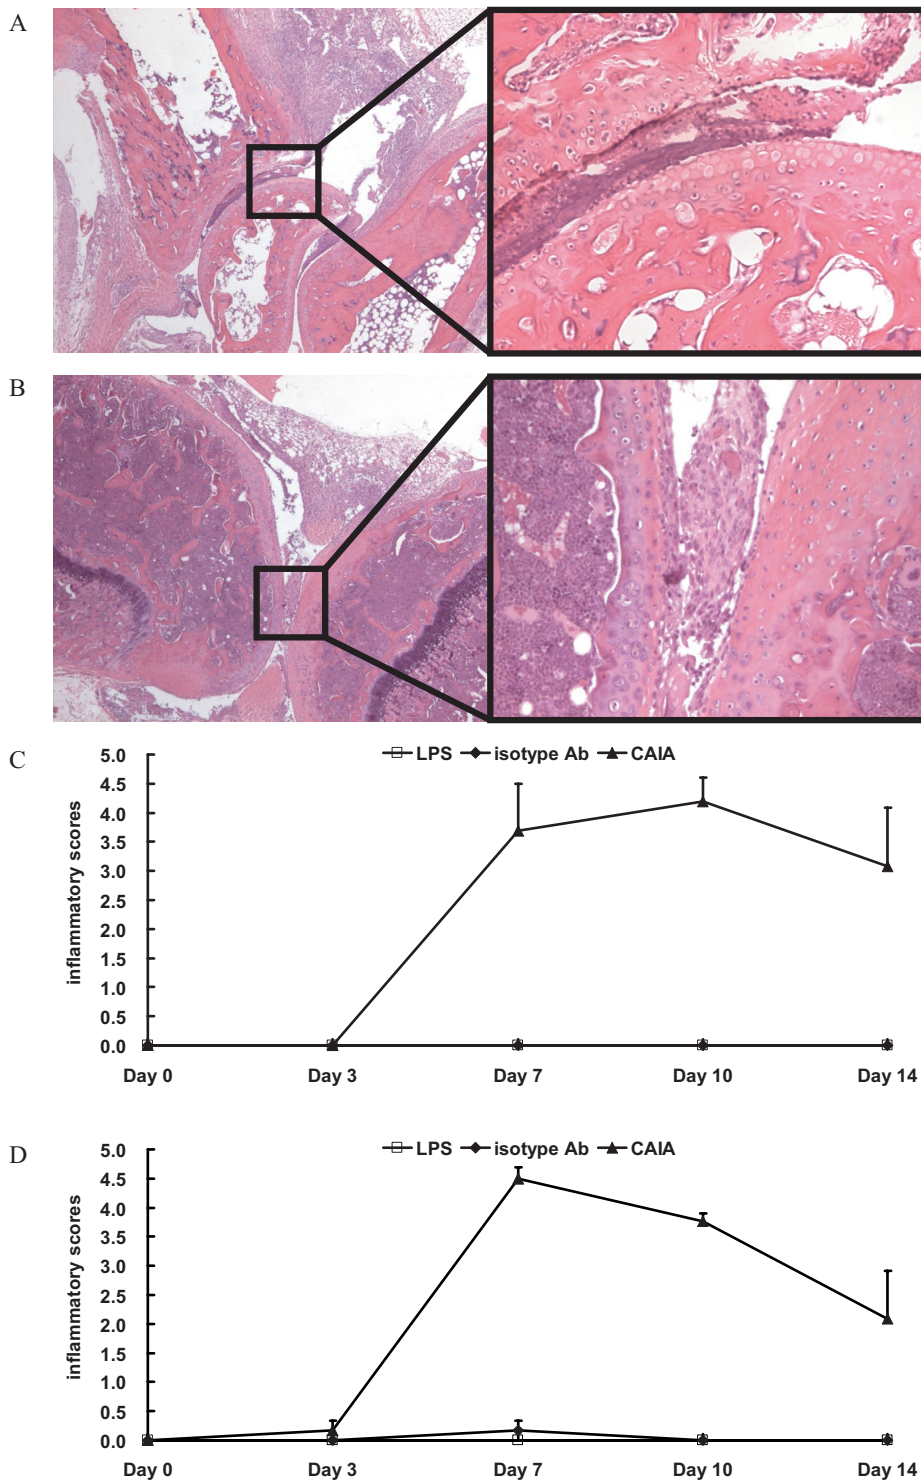 A
B
C
LPS isotype Ab CAIA
5.0
4.5
4.0
3.5
3.0
2.5
2.0
1.5
1.0
0.5
0.0
inflammatory scores
Day 0 Day 3 Day 7 Day 10 Day 14
D
LPS isotype Ab CAIA
5.0
4.5
4.0
3.5
3.0
2.5
2.0
1.5
1.0
0.5
0.0
inflammatory scores
Day 0 Day 3 Day 7 Day 10 Day 14